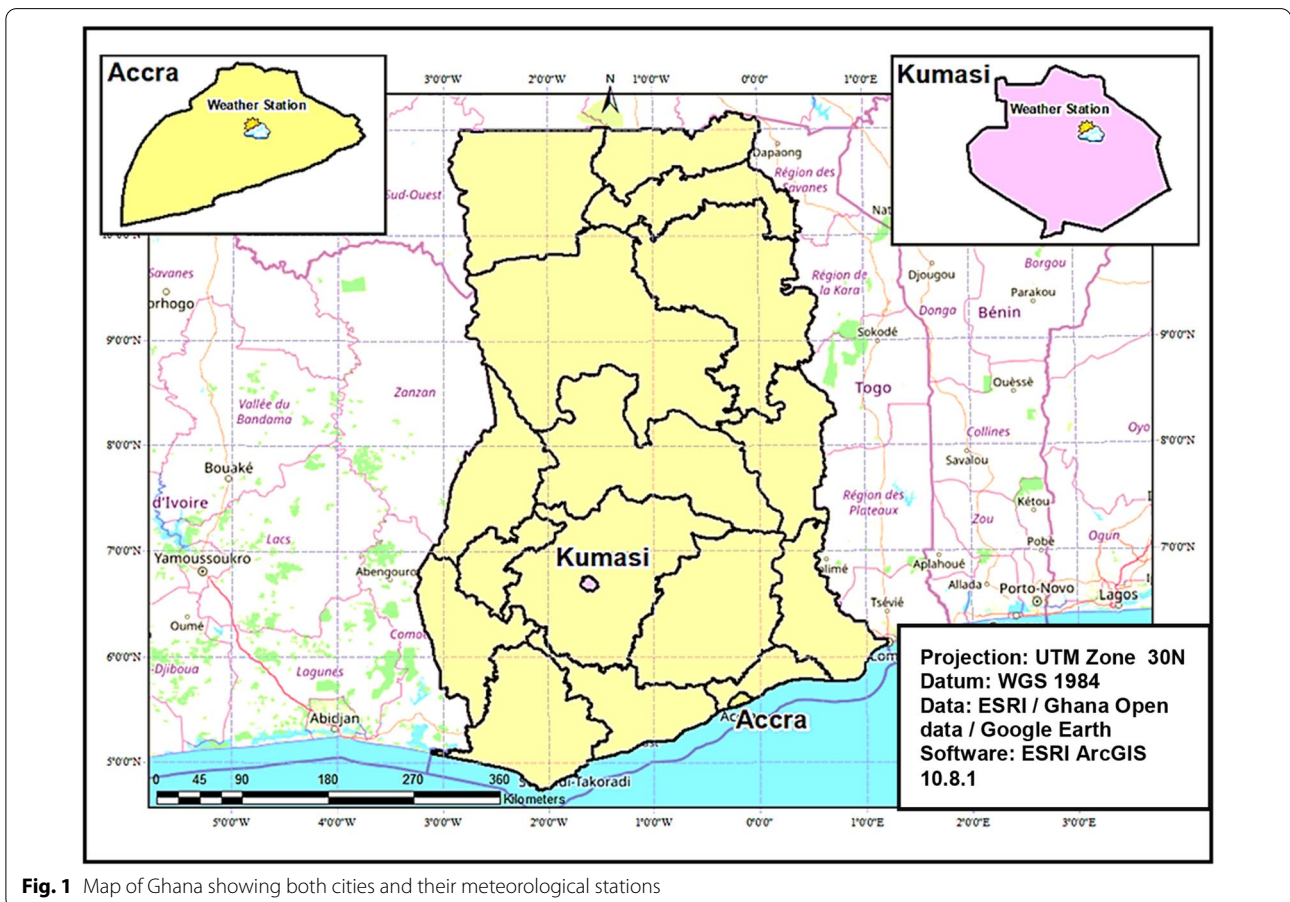 Accra
Weather Station
Kumasi
Weather Station
N
3°0'0"W
2°0'0"W
1°0'0"W
0°0'0"
1°0'0"E
Dapaong
Région des
Savanes
Sud-Ouest
Nat
Savanes
orhogo
Région de
la Kara
Djougou
Borgou
Parakou
Donga
Bénin
9°0'0"N
Sokodé
9°0'0"N
Zanzan
Togo
Ouèssè
Vallée du
Bandama
Collines
Oyo
8°0'0"N
8°0'0"N
Bouaké
Savalou
d'Ivoire
Région des
Plateaux
Kétou
Zou
Lacs
Pobè
Ogun
7°0'0"N
7°0'0"N
Yamoussoukro
Kumasi
Abengourou
Aplahoué
Allada
Porto-Novo
Lagos
Tsévié
Oumé
Como
6°0'0"N
-Djiboua
Lagunes
Abidjan
Accra
5°0'0"N
0 45 90 180 270 360
Kilometers
di-Takoradi
5°0'0"W
4°0'0"W
3°0'0"W
2°0'0"W
1°0'0"W
0°0'0"
1°0'0"E
2°0'0"E
3°0'0"E
Projection: UTM Zone 30N
Datum: WGS 1984
Data: ESRI / Ghana Open
data / Google Earth
Software: ESRI ArcGIS
10.8.1
Fig. 1 Map of Ghana showing both cities and their meteorological stations